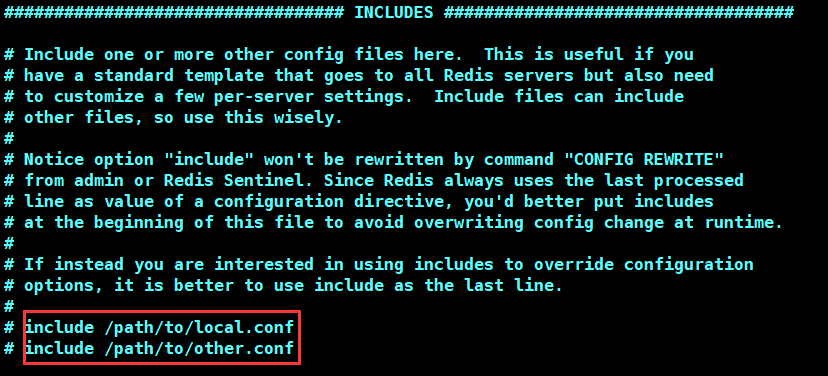 ################################## INCLUDES ###################################
# Include one or more other config files here.  This is useful if you
# have a standard template that goes to all Redis servers but also need
# to customize a few per-server settings.  Include files can include
# other files, so use this wisely.
#
# Notice option "include" won't be rewritten by command "CONFIG REWRITE"
# from admin or Redis Sentinel. Since Redis always uses the last processed
# line as value of a configuration directive, you'd better put includes
# at the beginning of this file to avoid overwriting config change at runtime.
#
# If instead you are interested in using includes to override configuration
# options, it is better to use include as the last line.
#
# include /path/to/local.conf
# include /path/to/other.conf